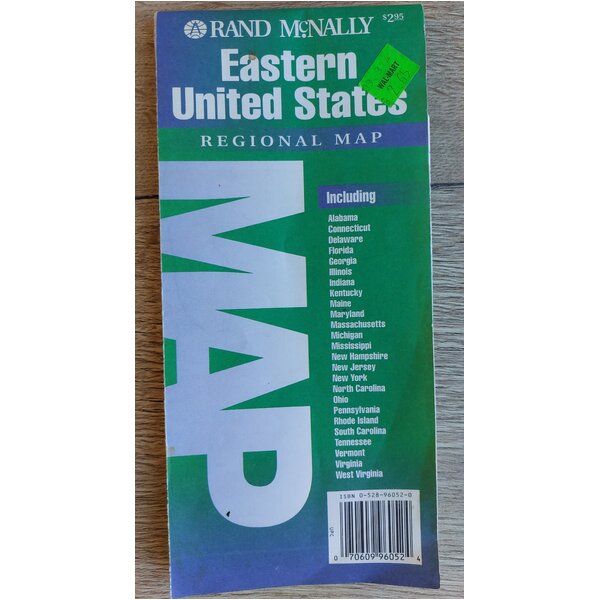 RAND McNALLY
$2.95
Eastern
United States
WALMART
REGIONAL MAP
MAP
Including
Alabama
Connecticut
Delaware
Florida
Georgia
Illinois
Indiana
Kentucky
Maine
Maryland
Massachusetts
Michigan
Mississippi
New Hampshire
New Jersey
New York
North Carolina
Ohio
Pennsylvania
Rhode Island
South Carolina
Tennessee
Vermont
Virginia
West Virginia
ISBN 0-528-96052-0
UPC
0 70609 96052 4